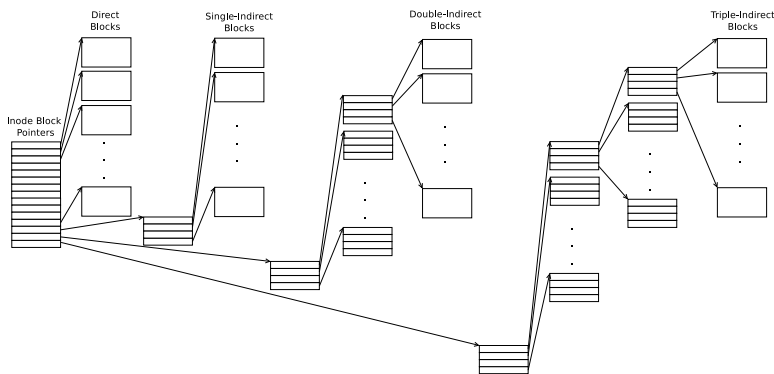 Direct
Blocks
Single-Indirect
Blocks
Double-Indirect
Blocks
Triple-Indirect
Blocks
Inode Block
Pointers